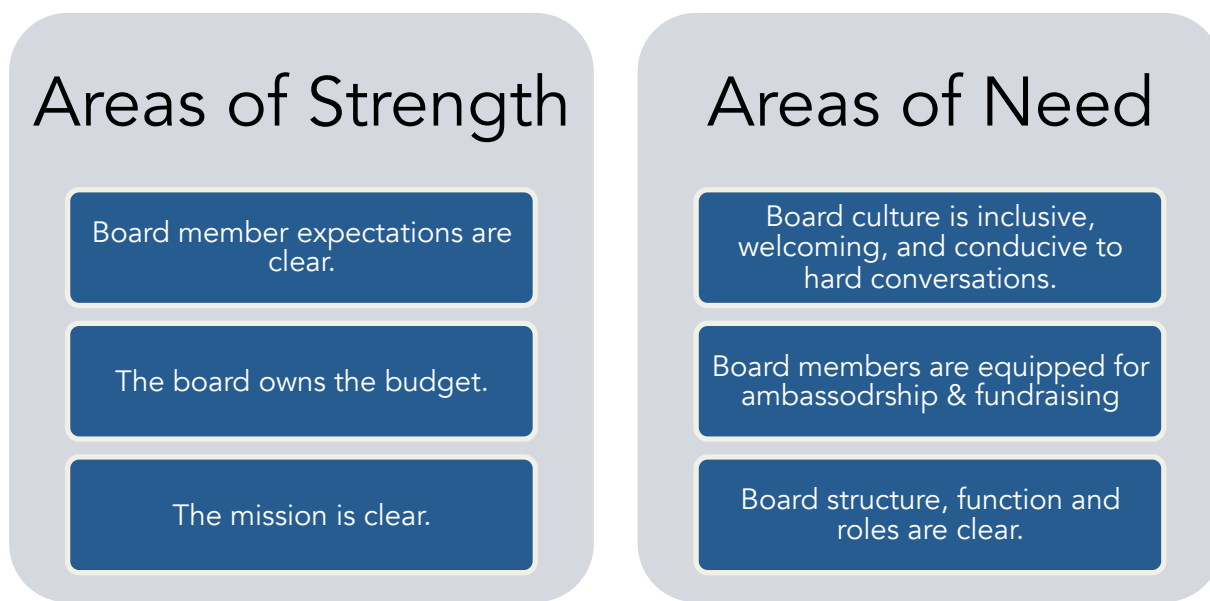 Areas of Strength
Board member expectations are
clear.
The board owns the budget.
The mission is clear.
Areas of Need
Board culture is inclusive,
welcoming, and conducive to
hard conversations.
Board members are equipped for
ambassodrship & fundraising
Board structure, function and
roles are clear.